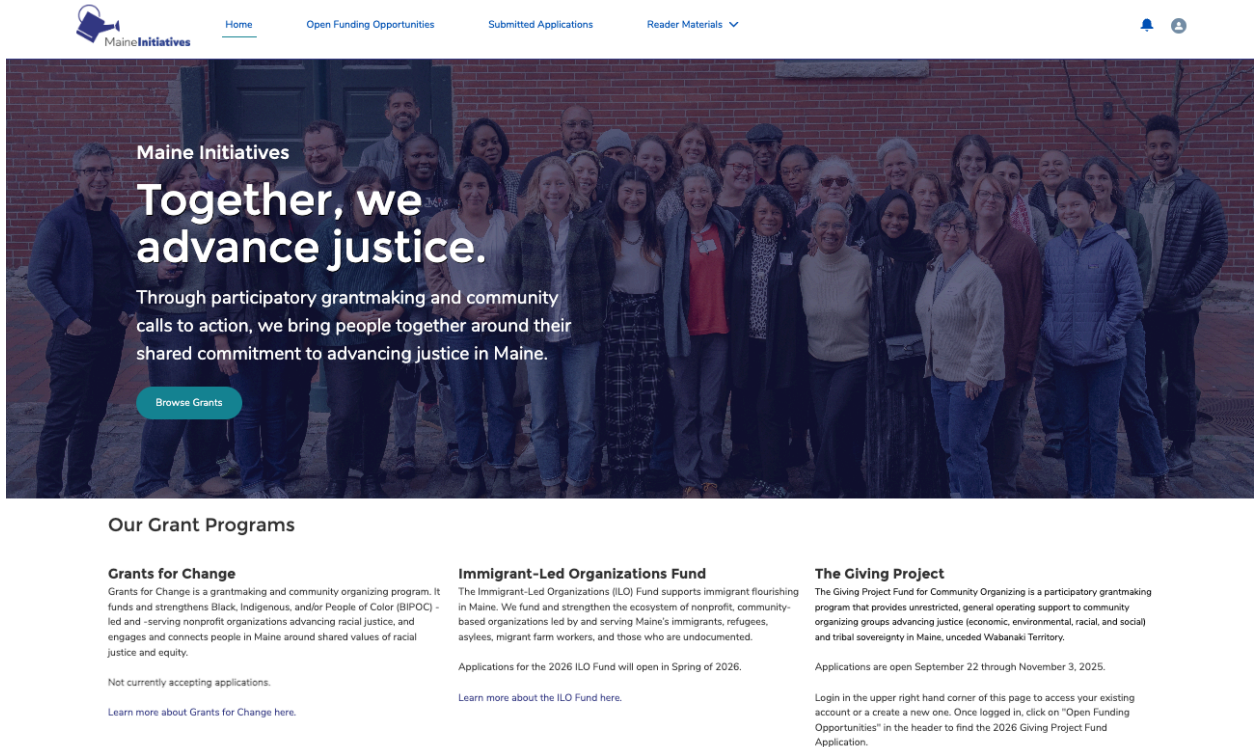 MaineInitiatives
Home
Open Funding Opportunities
Submitted Applications
Reader Materials
Maine Initiatives
Together, we
advance justice.
Through participatory grantmaking and community
calls to action, we bring people together around their
shared commitment to advancing justice in Maine.
Browse Grants
Our Grant Programs
Grants for Change
Grants for Change is a grantmaking and community organizing program. It
funds and strengthens Black, Indigenous, and/or People of Color (BIPOC) -
led and -serving nonprofit organizations advancing racial justice, and
engages and connects people in Maine around shared values of racial
justice and equity.
Not currently accepting applications.
Learn more about Grants for Change here.
Immigrant-Led Organizations Fund
The Immigrant-Led Organizations (ILO) Fund supports immigrant flourishing
in Maine. We fund and strengthen the ecosystem of nonprofit, community-
based organizations led by and serving Maine's immigrants, refugees,
asylees, migrant farm workers, and those who are undocumented.
Applications for the 2026 ILO Fund will open in Spring of 2026.
Learn more about the ILO Fund here.
The Giving Project
The Giving Project Fund for Community Organizing is a participatory grantmaking
program that provides unrestricted, general operating support to community
organizing groups advancing justice (economic, environmental, racial, and social)
and tribal sovereignty in Maine, unceded Wabanaki Territory.
Applications are open September 22 through November 3, 2025.
Login in the upper right hand corner of this page to access your existing
account or a create a new one. Once logged in, click on "Open Funding
Opportunities" in the header to find the 2026 Giving Project Fund
Application.